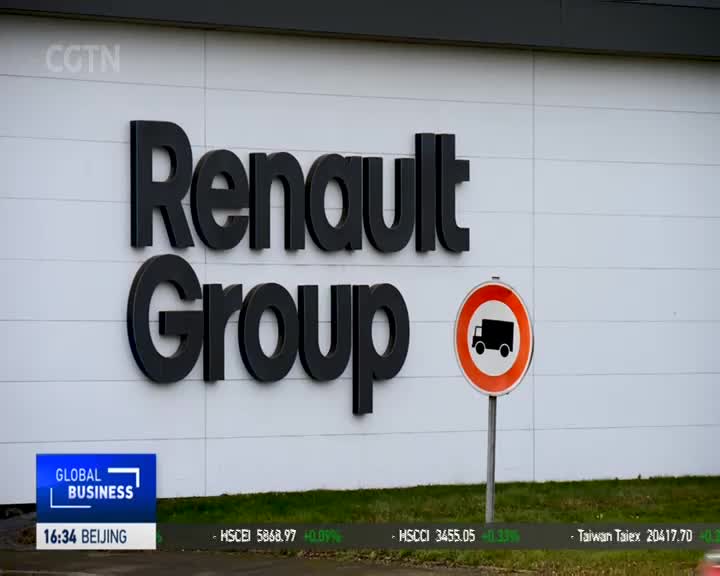 CGTN
Renault
Group
GLOBAL
BUSINESS
16:34 BEIJING
- HSCEI 5868.97 +0.09% - HSCCI 3455.05 +0.33% - Taiwan Taiex 20417.70